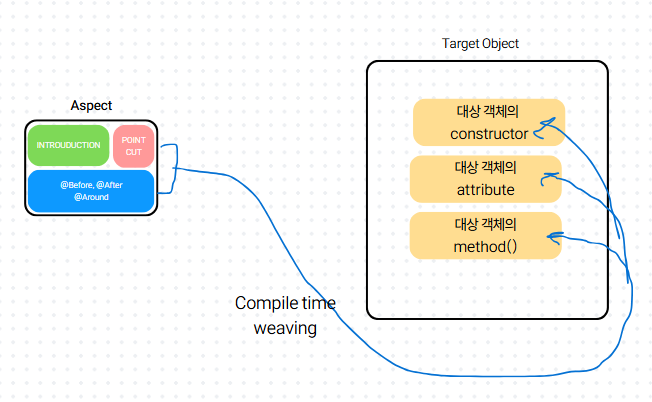 Target Object
Aspect
INTROUDUCTION
POINT
CUT
@Before, @After
@Around
대상 객체의
constructor
대상 객체의
attribute
대상 객체의
method()
Compile time
weaving